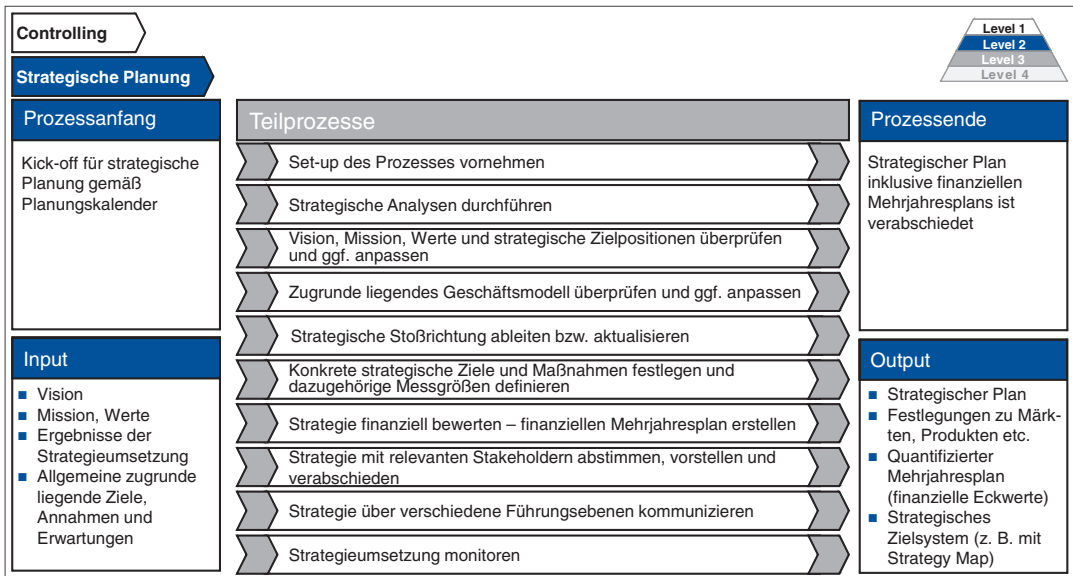 Controlling
Strategische Planung
Level 1
Level 2
Level 3
Level 4
Prozessanfang
Kick-off für strategische
Planung gemäß
Planungskalender
Input
Vision
Mission, Werte
Ergebnisse der
Strategieumsetzung
Allgemeine zugrunde
liegende Ziele,
Annahmen und
Erwartungen
Teilprozesse
Set-up des Prozesses vornehmen
Strategische Analysen durchführen
Vision, Mission, Werte und strategische Zielpositionen überprüfen
und ggf. anpassen
Zugrunde liegendes Geschäftsmodell überprüfen und ggf. anpassen
Strategische Stoßrichtung ableiten bzw. aktualisieren
Konkrete strategische Ziele und Maßnahmen festlegen und
dazugehörige Messgrößen definieren
Strategie finanziell bewerten – finanziellen Mehrjahresplan erstellen
Strategie mit relevanten Stakeholdern abstimmen, vorstellen und
verabschieden
Strategie über verschiedene Führungsebenen kommunizieren
Strategieumsetzung monitoren
Prozessende
Strategischer Plan
inklusive finanziellen
Mehrjahresplans ist
verabschiedet
Output
Strategischer Plan
Festlegungen zu Märk-
ten, Produkten etc.
Quantifizierter
Mehrjahresplan
(finanzielle Eckwerte)
Strategisches
Zielsystem (z. B. mit
Strategy Map)